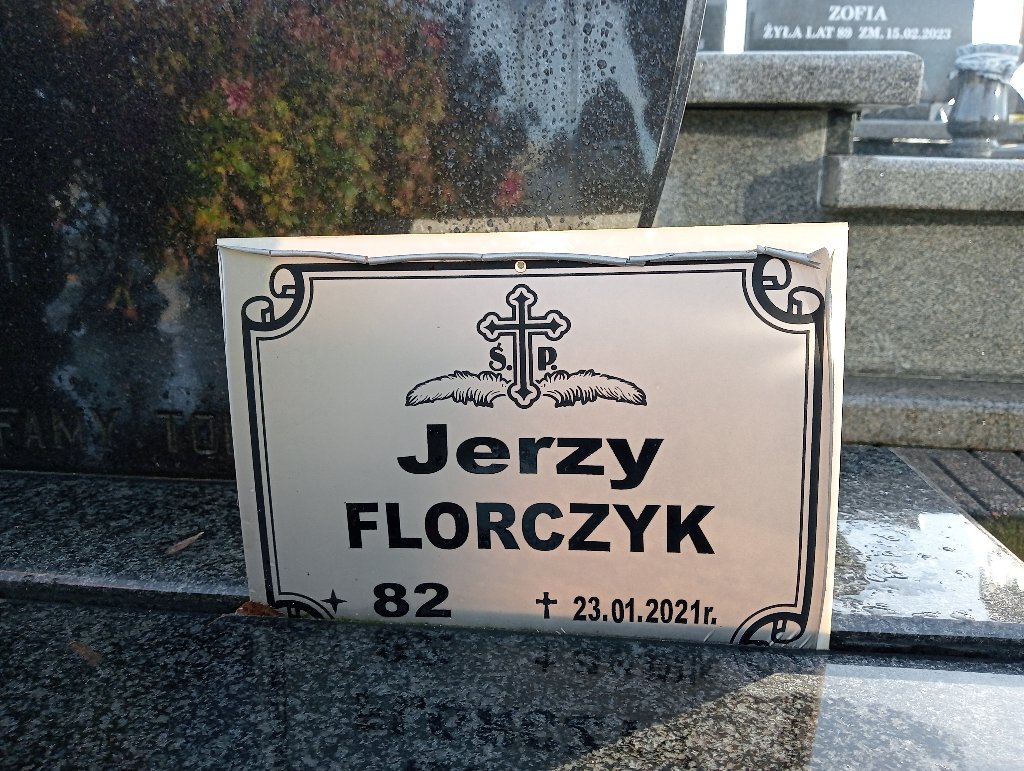 ZOFIA
ŻYŁA LAT 89 ZM. 15.02.2023
Ś. P.
Jerzy
FLORCZYK
82 † 23.01.2021r.